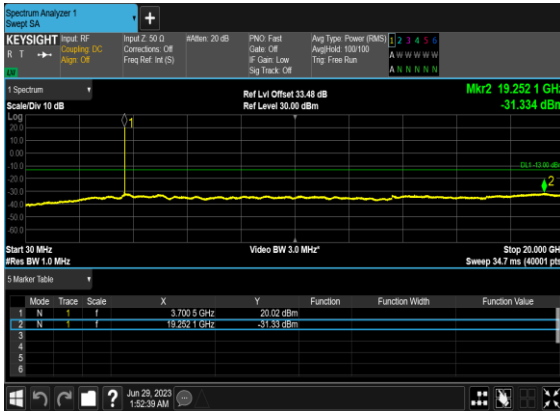 Spectrum Analyzer 1
Swept SA
+
KEYSIGHT Input: RF Input Z: 50 Ω #Atten: 20 dB PNO: Fast Avg Type: Power (RMS) 1 2 3 4 5 6
R T Coupling: DC Corrections: Off Gate: Off Avg|Hold: 100/100 A W W W W W
Align: Off Freq Ref: Int (S) IF Gain: Low Trig: Free Run
Sig Track: Off A N N N N N
1 Spectrum
Ref Lvl Offset 33.48 dB Mkr2 19.252 1 GHz
Scale/Div 10 dB Ref Level 30.00 dBm -31.334 dBm
Log
1
20.0
10.0
0.00
-10.0
DL1 -13.00 dBm
-20.0
2
-30.0
-40.0
-50.0
-60.0
Start 30 MHz Video BW 3.0 MHz* Stop 20.000 GHz
#Res BW 1.0 MHz Sweep 34.7 ms (40001 pts)
5 Marker Table
Mode Trace Scale X Y Function Function Width Function Value
1 N 1 f 3.700 5 GHz 20.02 dBm
2 N 1 f 19.252 1 GHz -31.33 dBm
3
4
5
6
? Jun 29, 2023
1:52:39 AM